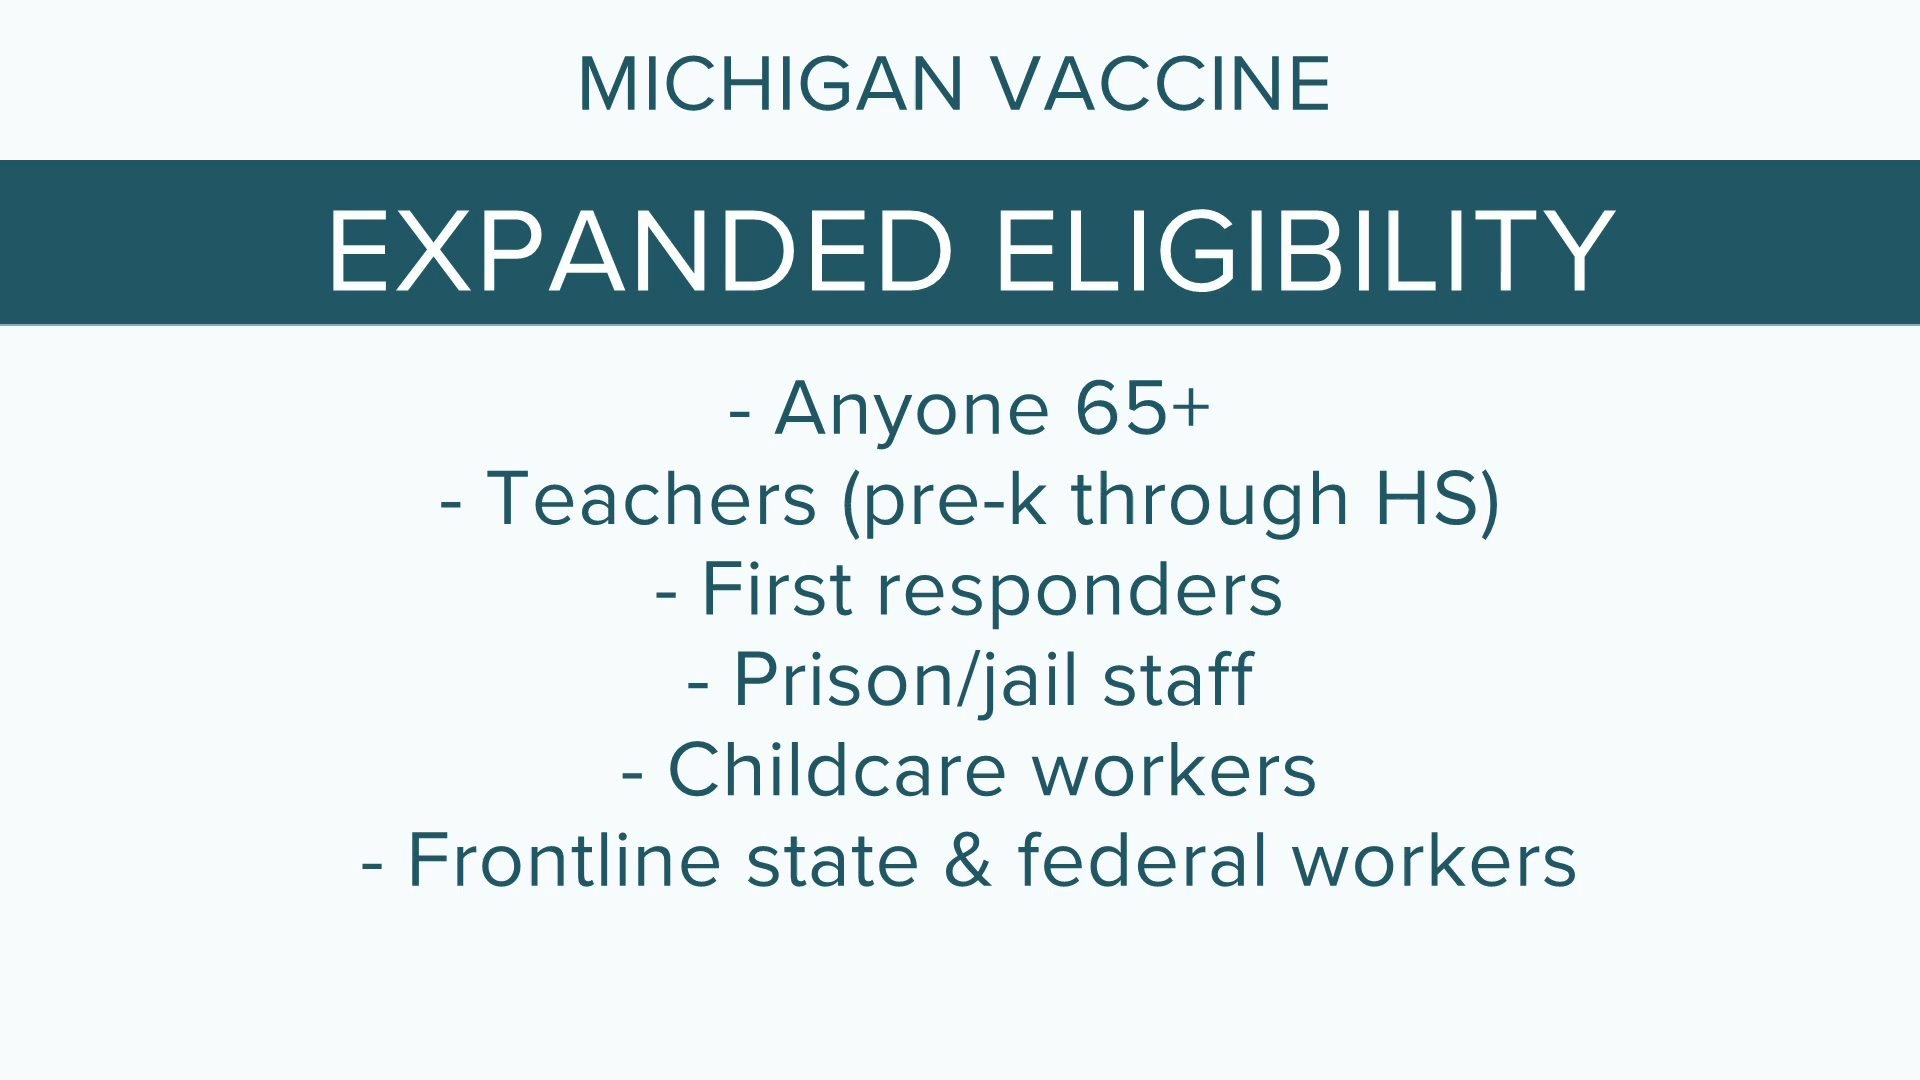 MICHIGAN VACCINE
EXPANDED ELIGIBILITY
- Anyone 65+
- Teachers (pre-k through HS)
- First responders
- Prison/jail staff
- Childcare workers
- Frontline state & federal workers